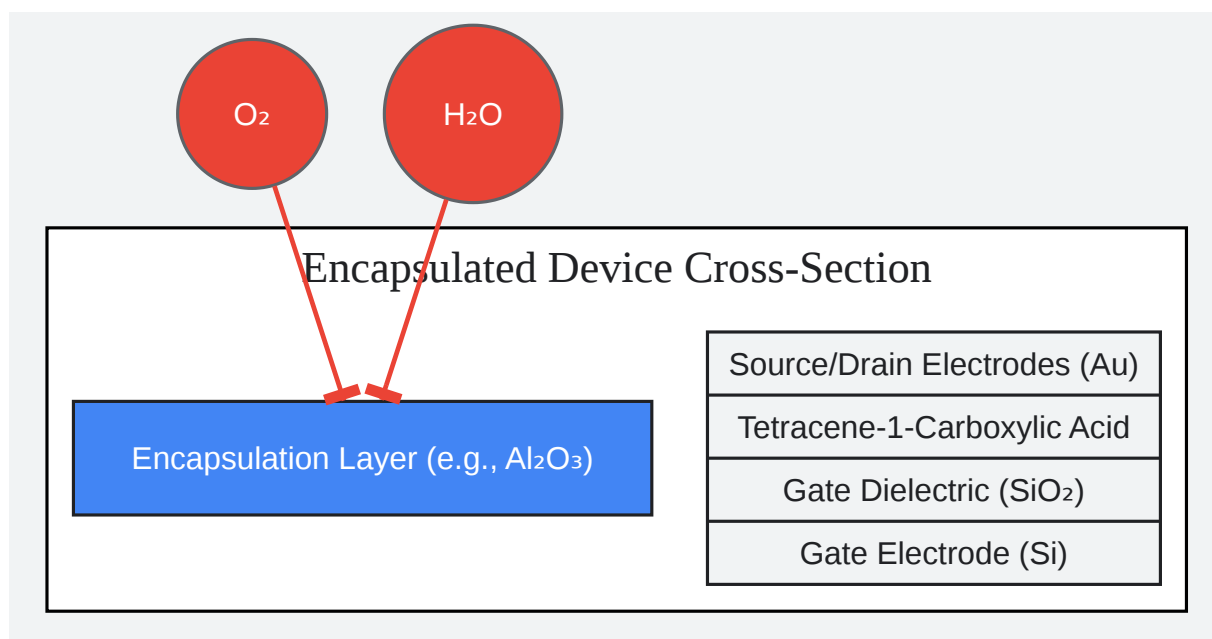 O₂
H₂O
Encapsulated Device Cross-Section
Source/Drain Electrodes (Au)
Tetracene-1-Carboxylic Acid
Encapsulation Layer (e.g., Al₂O₃)
Gate Dielectric (SiO₂)
Gate Electrode (Si)